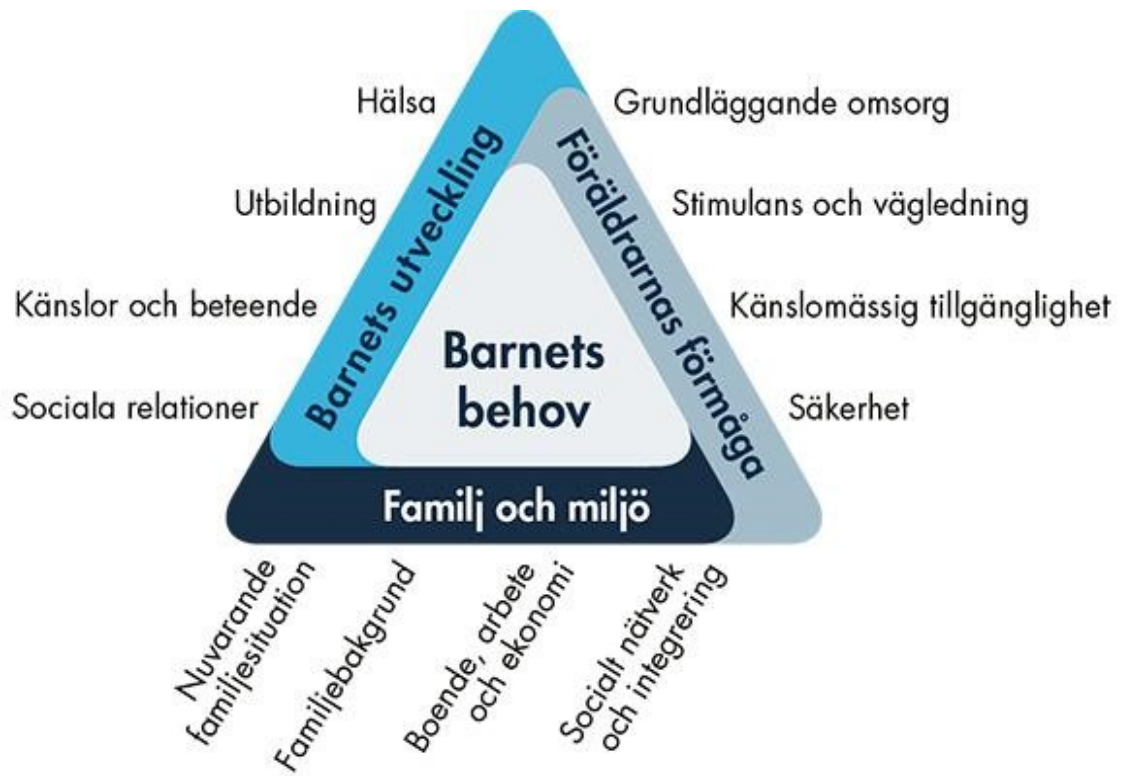 Hälsa
Utbildning
Känslor och beteende
Sociala relationer
Barnets utveckling
Grundläggande omsorg
Stimulans och vägledning
Känslomässig tillgänglighet
Säkerhet
Föräldrarnas förmåga
Barnets
behov
Familj och miljö
Nuvarande
familjesituation
Familjebakgrund
Boende, arbete
och ekonomi
Socialt nätverk
och integrering